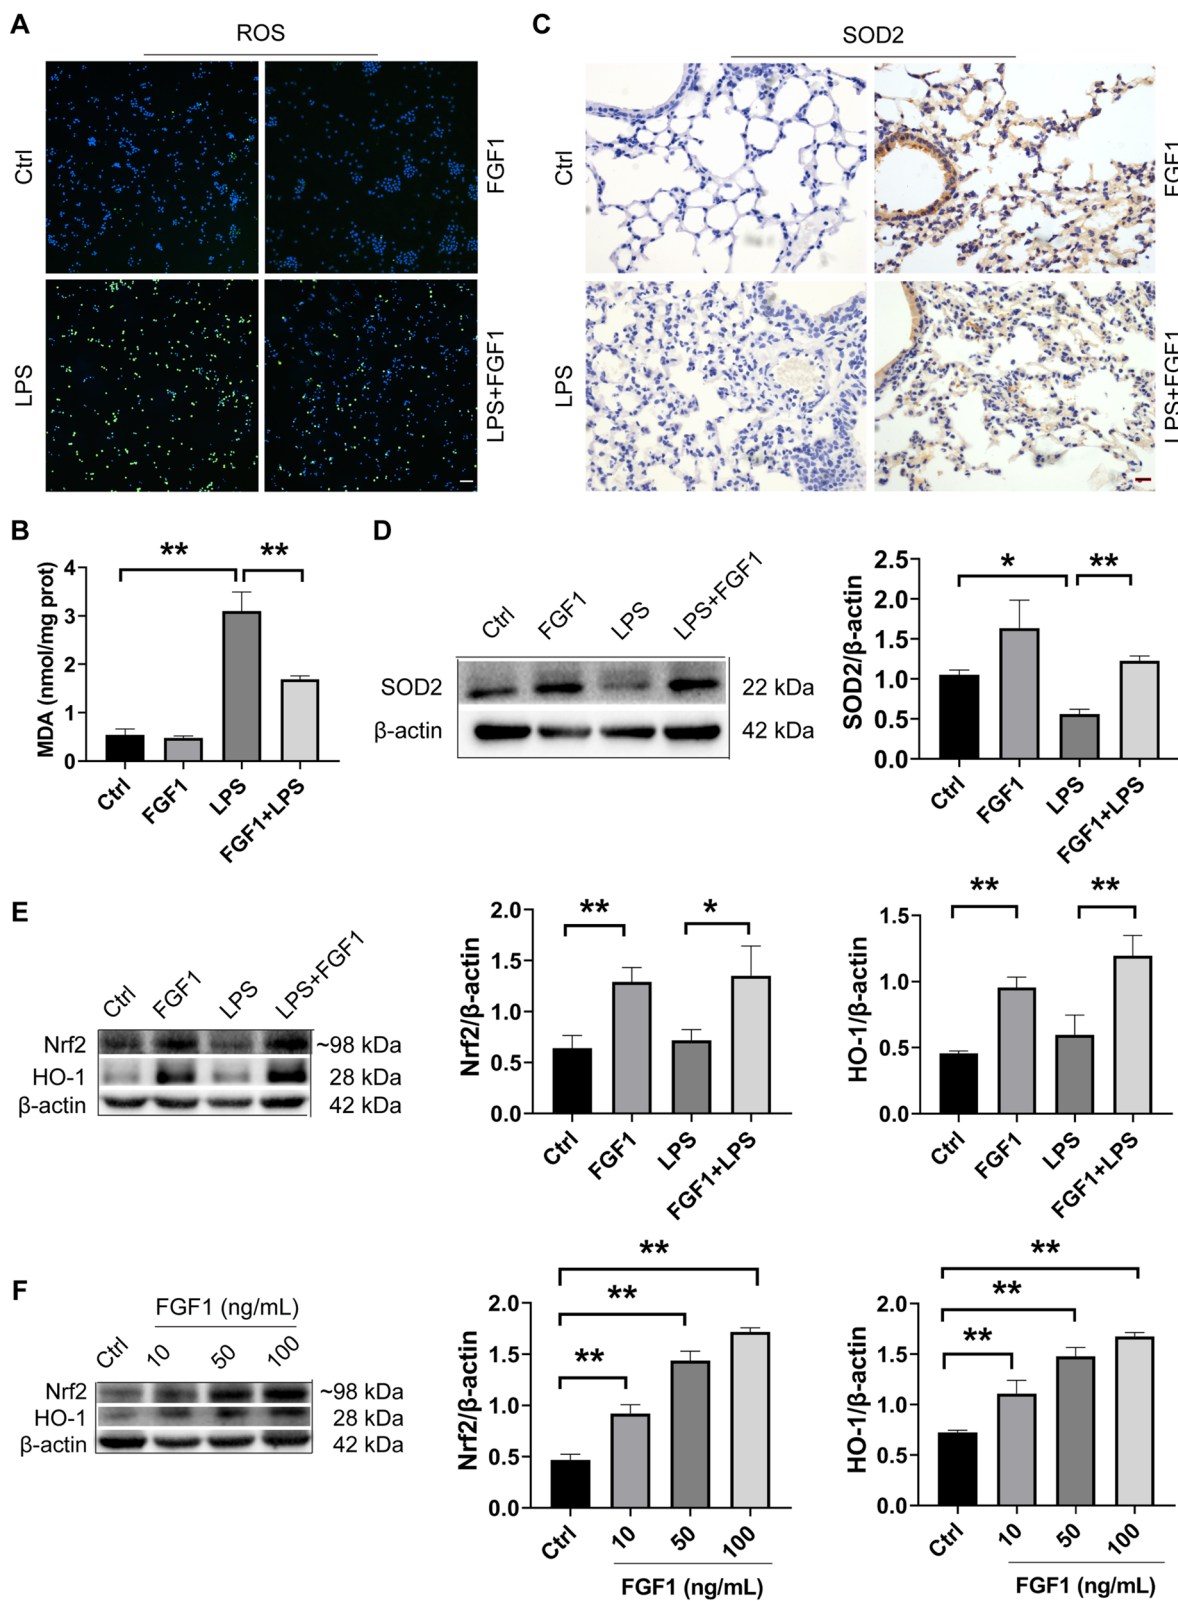 A
ROS
Ctrl
FGF1
LPS
LPS+FGF1
C
SOD2
Ctrl
FGF1
LPS
LPS+FGF1
B
MDA (nmol/mg prot)
4
3
2
1
0
**
**
Ctrl
FGF1
LPS
FGF1+LPS
D
Ctrl
FGF1
LPS
LPS+FGF1
SOD2
22 kDa
β-actin
42 kDa
SOD2/β-actin
2.5
2.0
1.5
1.0
0.5
0.0
*
**
Ctrl
FGF1
LPS
FGF1+LPS
E
Ctrl
FGF1
LPS
LPS+FGF1
Nrf2
~98 kDa
HO-1
28 kDa
β-actin
42 kDa
Nrf2/β-actin
2.0
1.5
1.0
0.5
0.0
**
*
Ctrl
FGF1
LPS
FGF1+LPS
HO-1/β-actin
1.5
1.0
0.5
0.0
**
**
Ctrl
FGF1
LPS
FGF1+LPS
F
FGF1 (ng/mL)
Ctrl
10
50
100
Nrf2
~98 kDa
HO-1
28 kDa
β-actin
42 kDa
Nrf2/β-actin
2.0
1.5
1.0
0.5
0.0
**
**
**
Ctrl
10
50
100
FGF1 (ng/mL)
HO-1/β-actin
2.0
1.5
1.0
0.5
0.0
**
**
**
Ctrl
10
50
100
FGF1 (ng/mL)